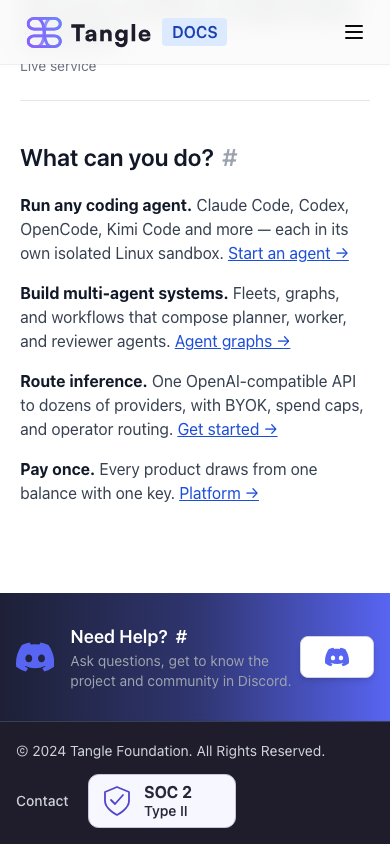 Tangle DOCS
Live service
What can you do? #
Run any coding agent. Claude Code, Codex,
OpenCode, Kimi Code and more — each in its
own isolated Linux sandbox. Start an agent →
Build multi-agent systems. Fleets, graphs,
and workflows that compose planner, worker,
and reviewer agents. Agent graphs →
Route inference. One OpenAI-compatible API
to dozens of providers, with BYOK, spend caps,
and operator routing. Get started →
Pay once. Every product draws from one
balance with one key. Platform →
Need Help? #
Ask questions, get to know the
project and community in Discord.
© 2024 Tangle Foundation. All Rights Reserved.
Contact
SOC 2
Type II